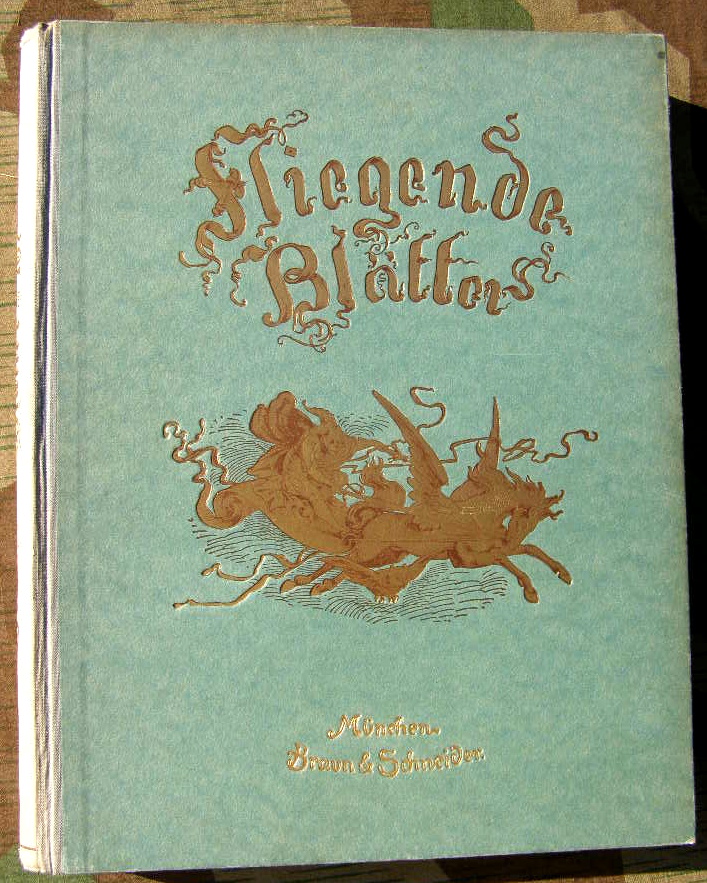 Fliegende
Blätter
München.
Braun & Schneider.